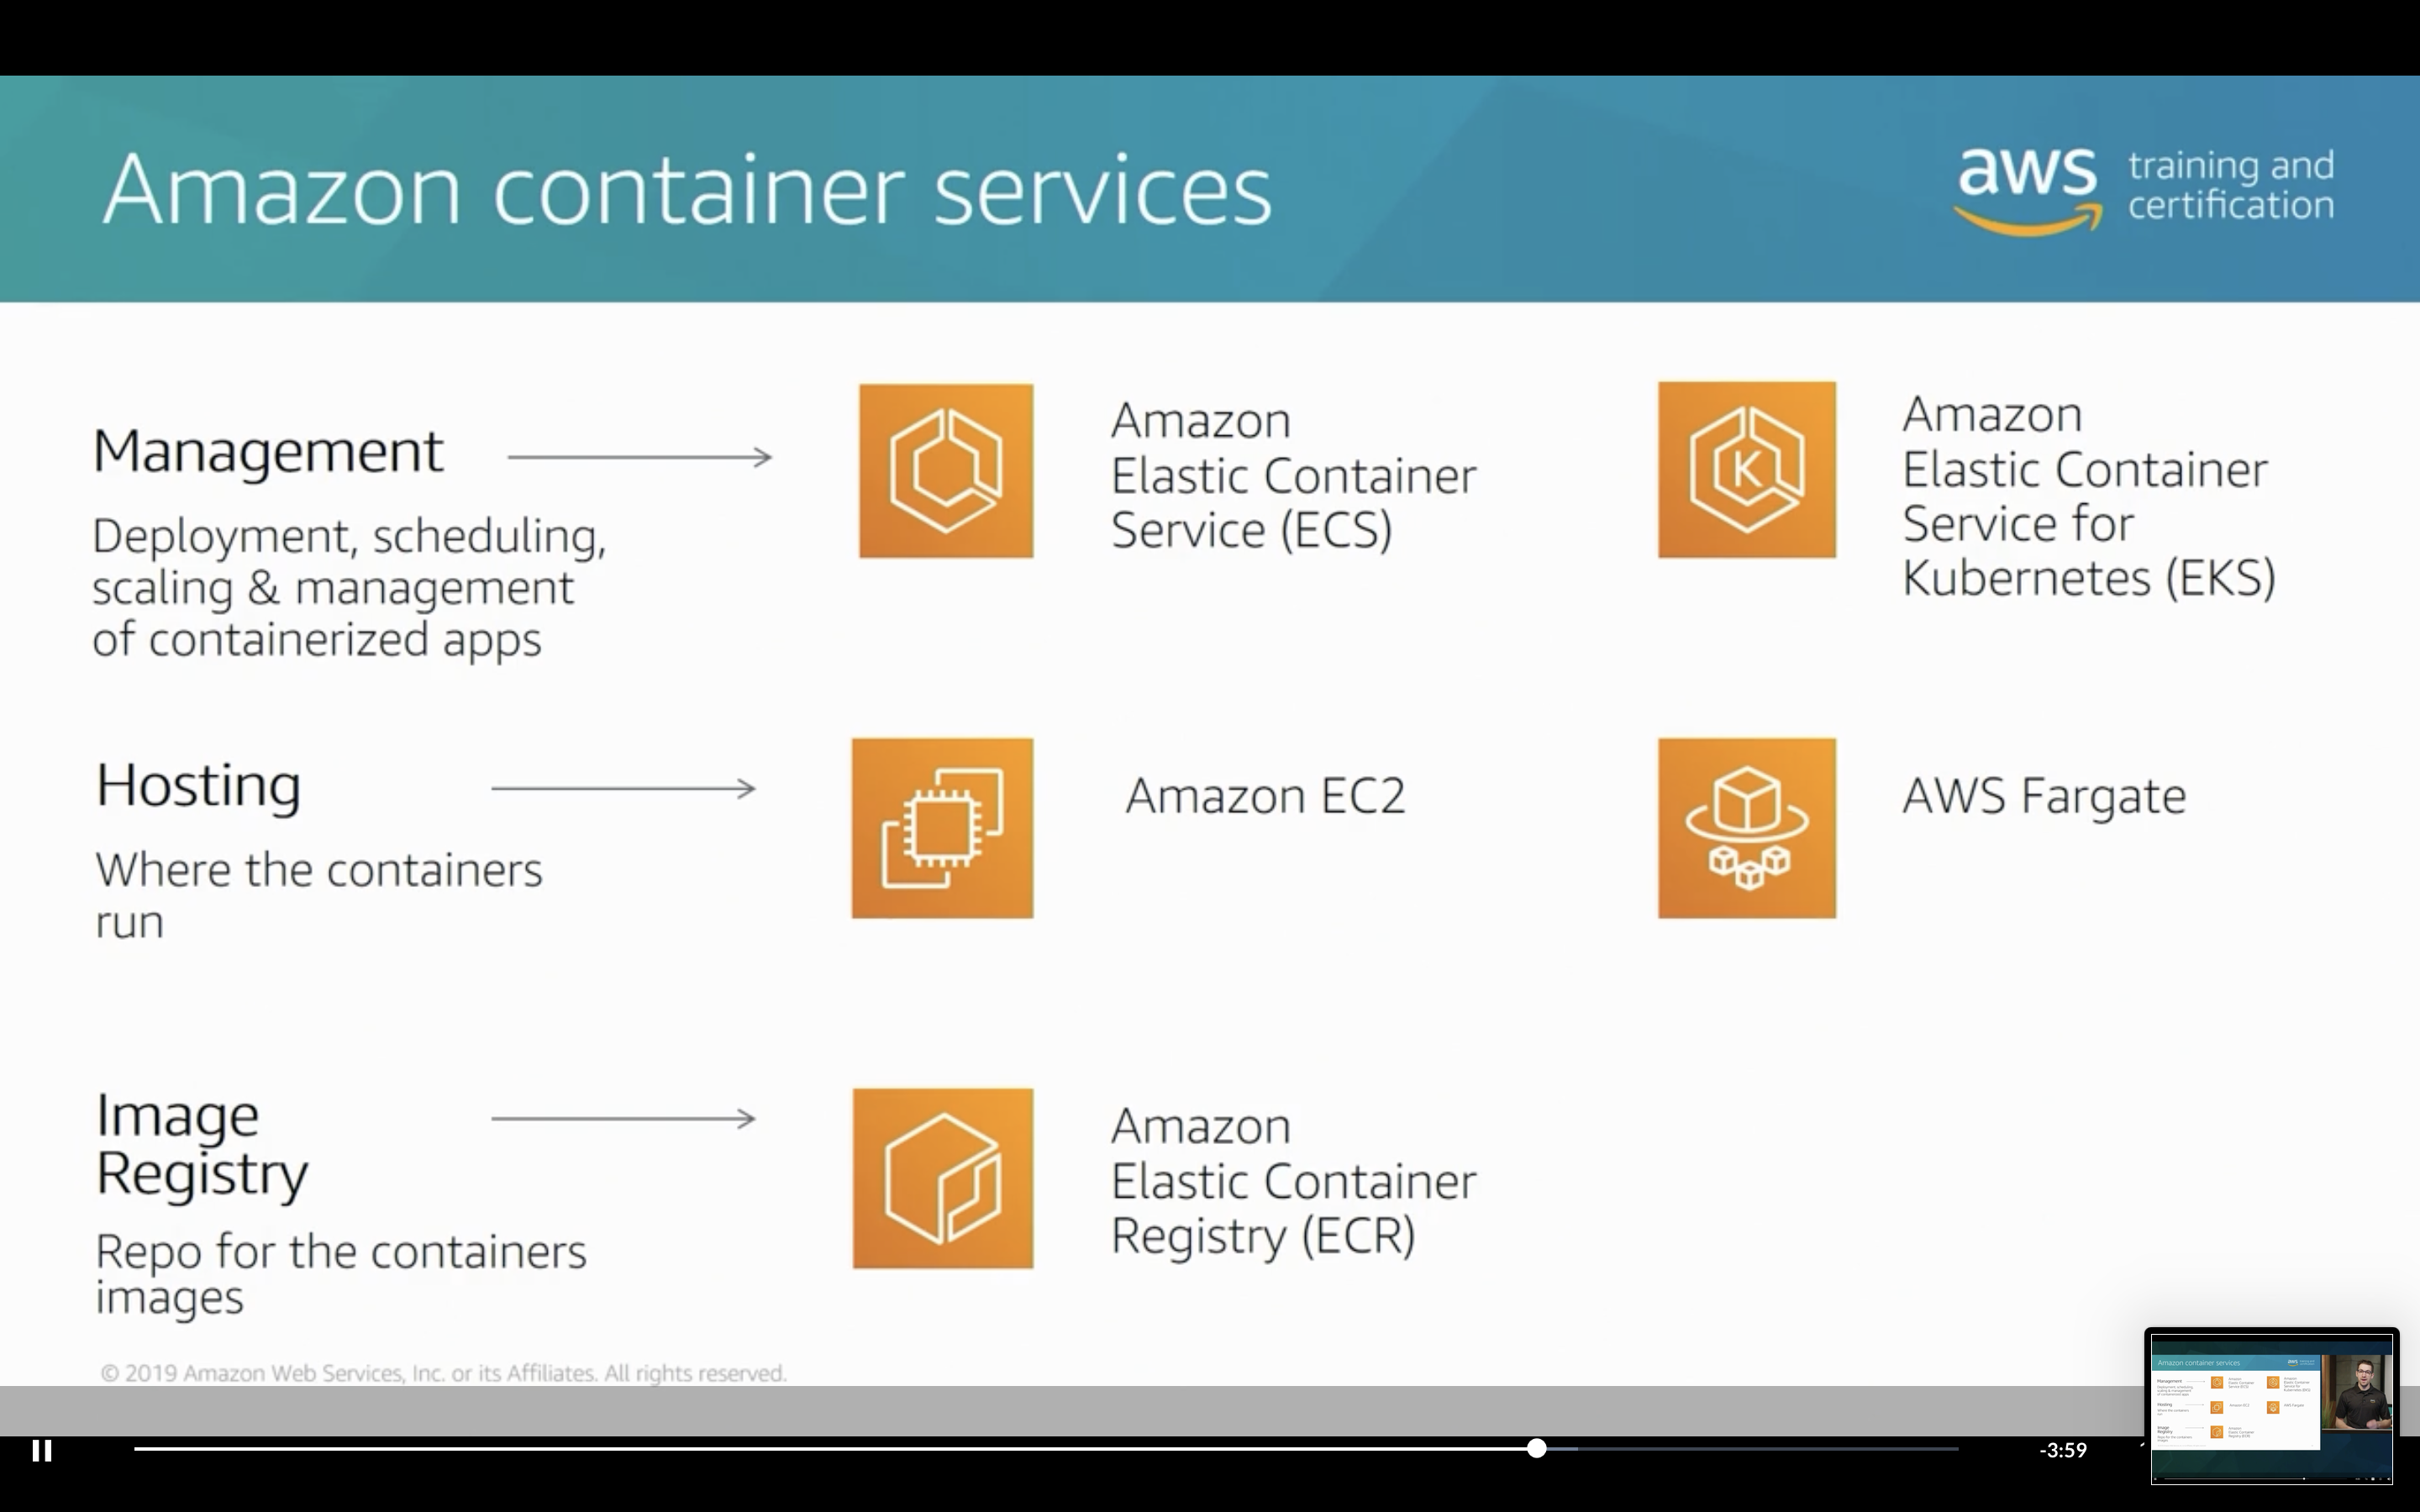 Amazon container services
aws training and
certification
Management
Deployment, scheduling,
scaling & management
of containerized apps
Amazon
Elastic Container
Service (ECS)
K
Amazon
Elastic Container
Service for
Kubernetes (EKS)
Hosting
Where the containers
run
Amazon EC2
AWS Fargate
Image
Registry
Repo for the containers
images
Amazon
Elastic Container
Registry (ECR)
© 2019 Amazon Web Services, Inc. or its Affiliates. All rights reserved.
-3:59
Amazon container services